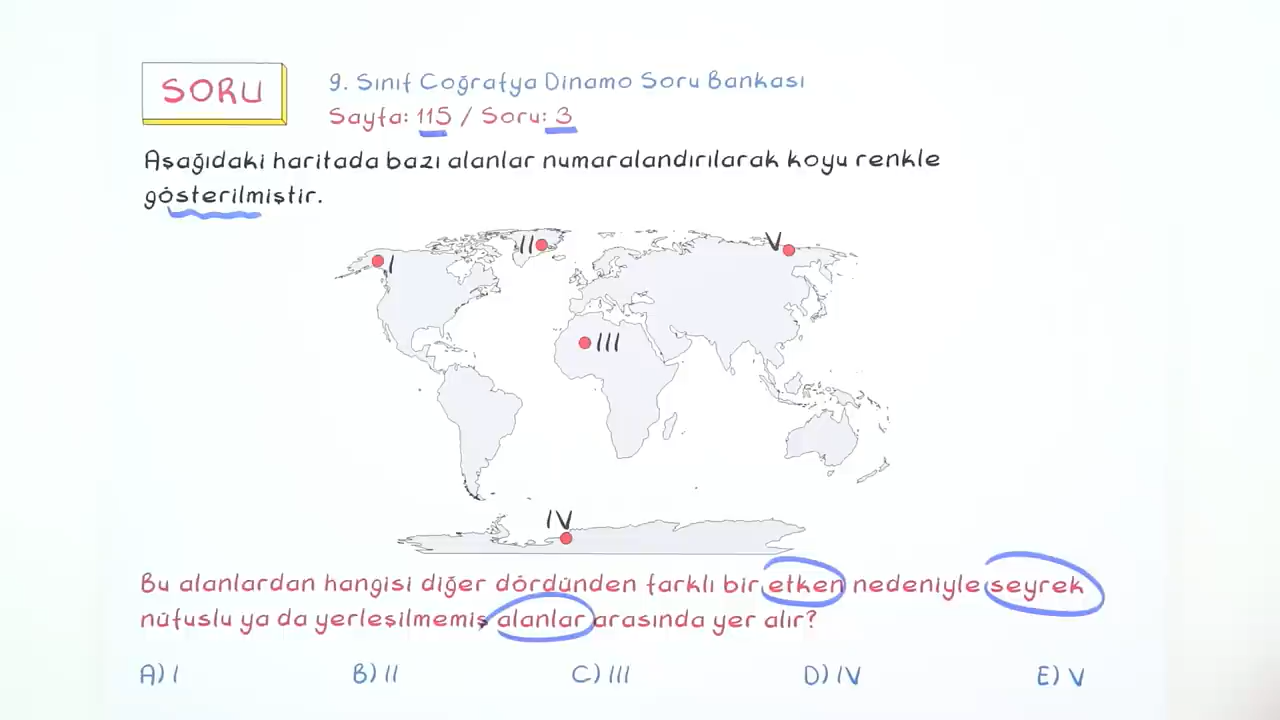 SORU
9. Sınıf Coğrafya Dinamo Soru Bankası
Sayfa: 115 / Soru: 3
Aşağıdaki haritada bazı alanlar numaralandırılarak koyu renkle
gösterilmiştir.
I
II
V
III
IV
Bu alanlardan hangisi diğer dördünden farklı bir etken nedeniyle seyrek
nüfuslu ya da yerleşilmemiş alanlar arasında yer alır?
A) I
B) II
C) III
D) IV
E) V